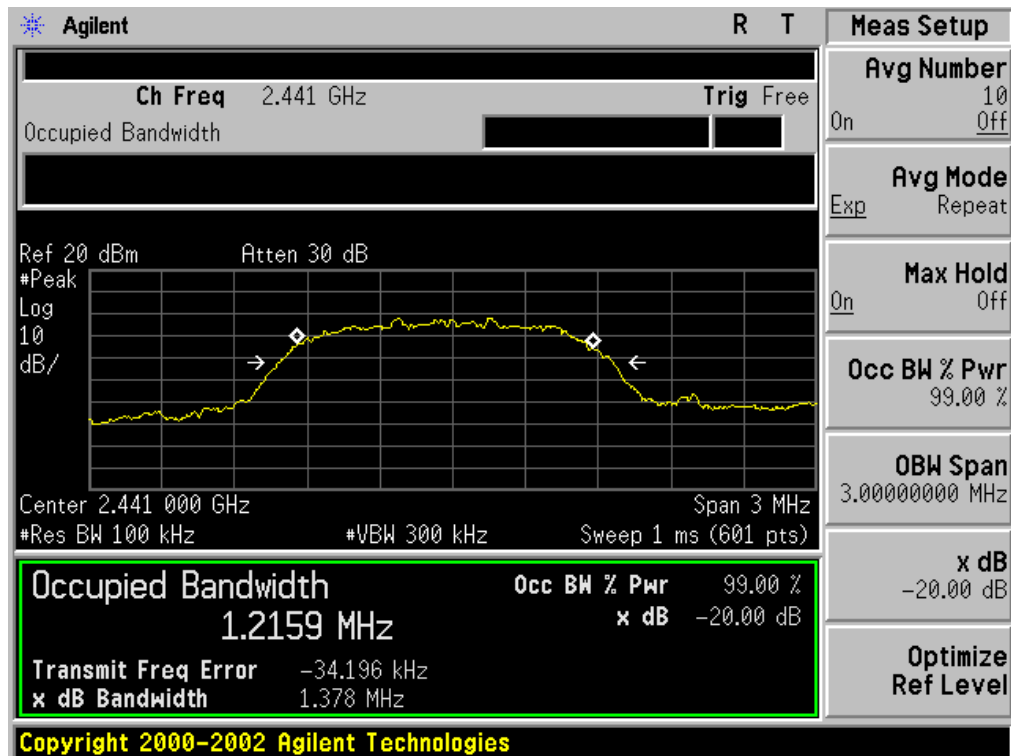 Agilent R T
Ch Freq 2.441 GHz Trig Free
Occupied Bandwidth
Ref 20 dBm Atten 30 dB
#Peak
Log
10
dB/
Center 2.441 000 GHz Span 3 MHz
#Res BW 100 kHz #VBW 300 kHz Sweep 1 ms (601 pts)
Occupied Bandwidth
1.2159 MHz
Occ BW % Pwr 99.00 %
x dB -20.00 dB
Transmit Freq Error -34.196 kHz
x dB Bandwidth 1.378 MHz
Copyright 2000-2002 Agilent Technologies
Meas Setup
Avg Number
10
On Off
Avg Mode
Exp Repeat
Max Hold
On Off
Occ BW % Pwr
99.00 %
OBW Span
3.00000000 MHz
x dB
-20.00 dB
Optimize
Ref Level